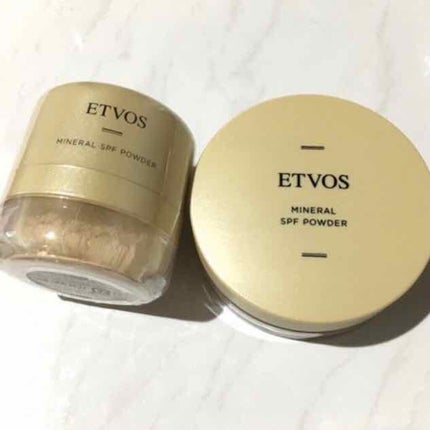 ETVOS
MINERAL SPF POWDER
ETVOS
MINERAL
SPF POWDER